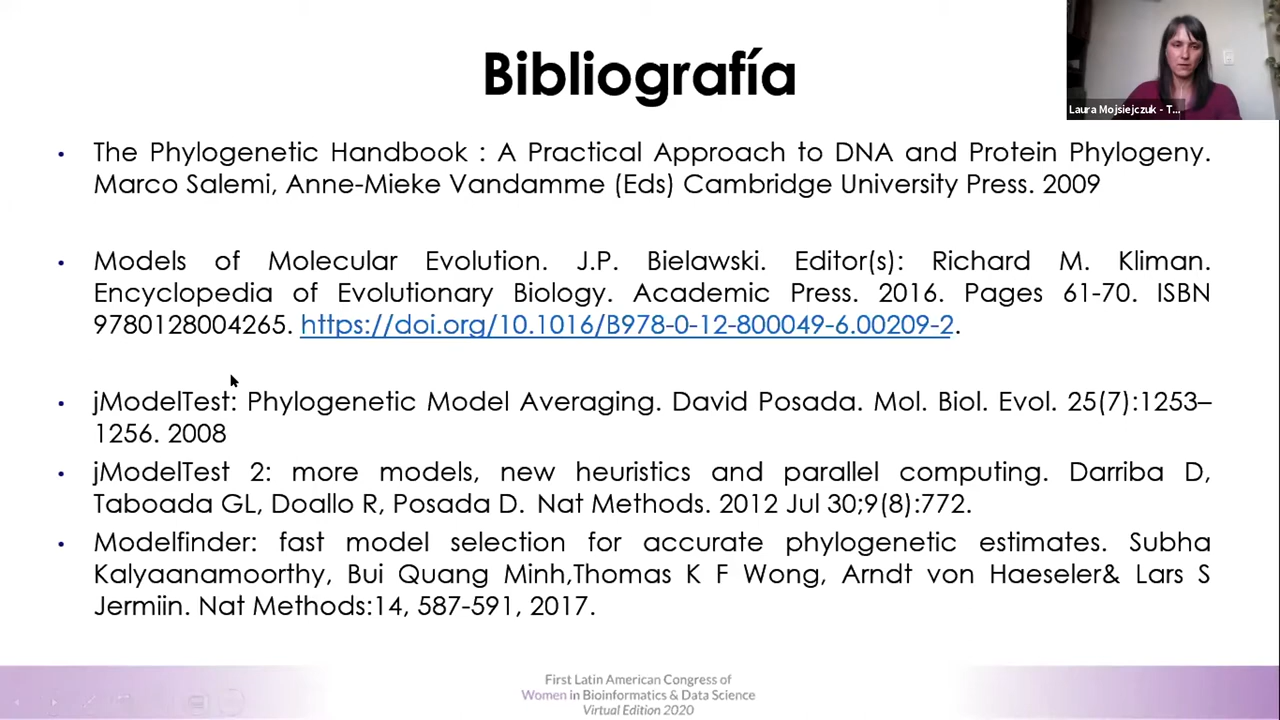 Bibliografía
Laura Mojsiejczuk - T...
• The Phylogenetic Handbook : A Practical Approach to DNA and Protein Phylogeny.
Marco Salemi, Anne-Mieke Vandamme (Eds) Cambridge University Press. 2009
• Models of Molecular Evolution. J.P. Bielawski. Editor(s): Richard M. Kliman.
Encyclopedia of Evolutionary Biology. Academic Press. 2016. Pages 61-70. ISBN
9780128004265. https://doi.org/10.1016/B978-0-12-800049-6.00209-2.
• jModelTest: Phylogenetic Model Averaging. David Posada. Mol. Biol. Evol. 25(7):1253–
1256. 2008
• jModelTest 2: more models, new heuristics and parallel computing. Darriba D,
Taboada GL, Doallo R, Posada D. Nat Methods. 2012 Jul 30;9(8):772.
• Modelfinder: fast model selection for accurate phylogenetic estimates. Subha
Kalyaanamoorthy, Bui Quang Minh,Thomas K F Wong, Arndt von Haeseler& Lars S
Jermiin. Nat Methods:14, 587-591, 2017.
First Latin American Congress of
Women in Bioinformatics & Data Science
Virtual Edition 2020